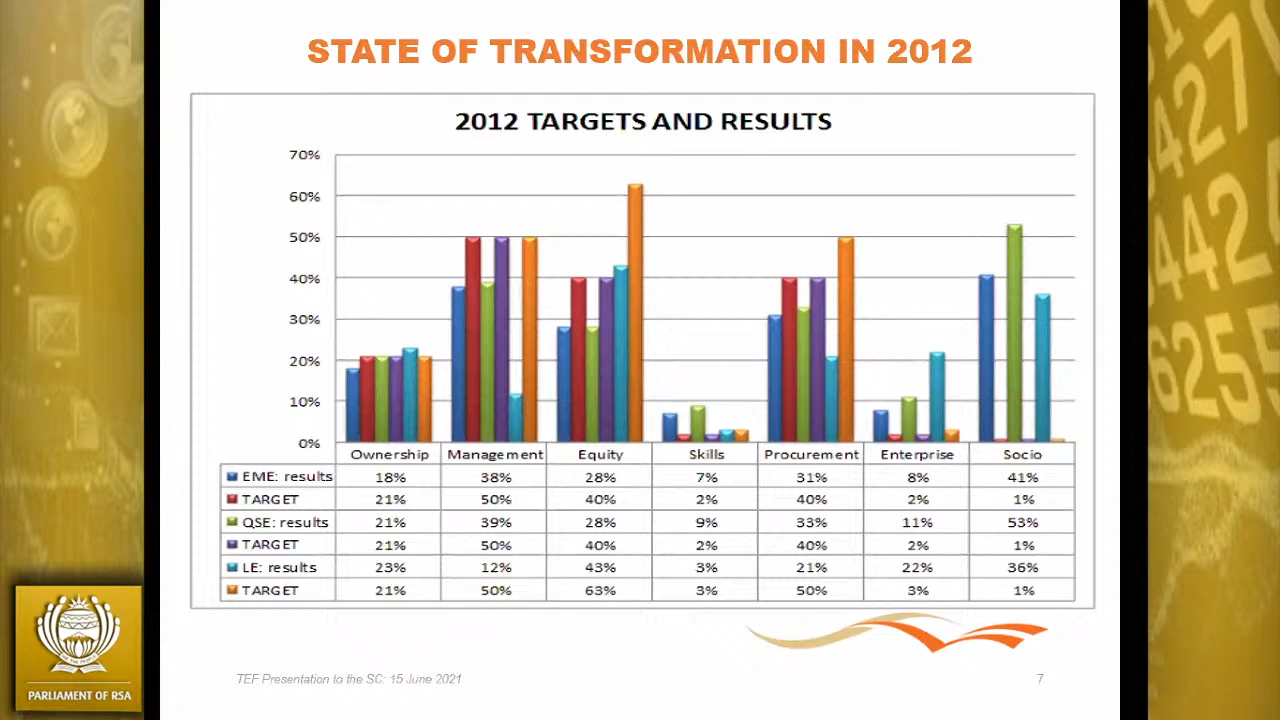 STATE OF TRANSFORMATION IN 2012
2012 TARGETS AND RESULTS
70%
60%
50%
40%
30%
20%
10%
0%
Ownership Management Equity Skills Procurement Enterprise Socio
EME: results 18% 38% 28% 7% 31% 8% 41%
TARGET 21% 50% 40% 2% 40% 2% 1%
QSE: results 21% 39% 28% 9% 33% 11% 53%
TARGET 21% 50% 40% 2% 40% 2% 1%
LE: results 23% 12% 43% 3% 21% 22% 36%
TARGET 21% 50% 63% 3% 50% 3% 1%
TEF Presentation to the SC: 15 June 2021
7
PARLIAMENT OF RSA